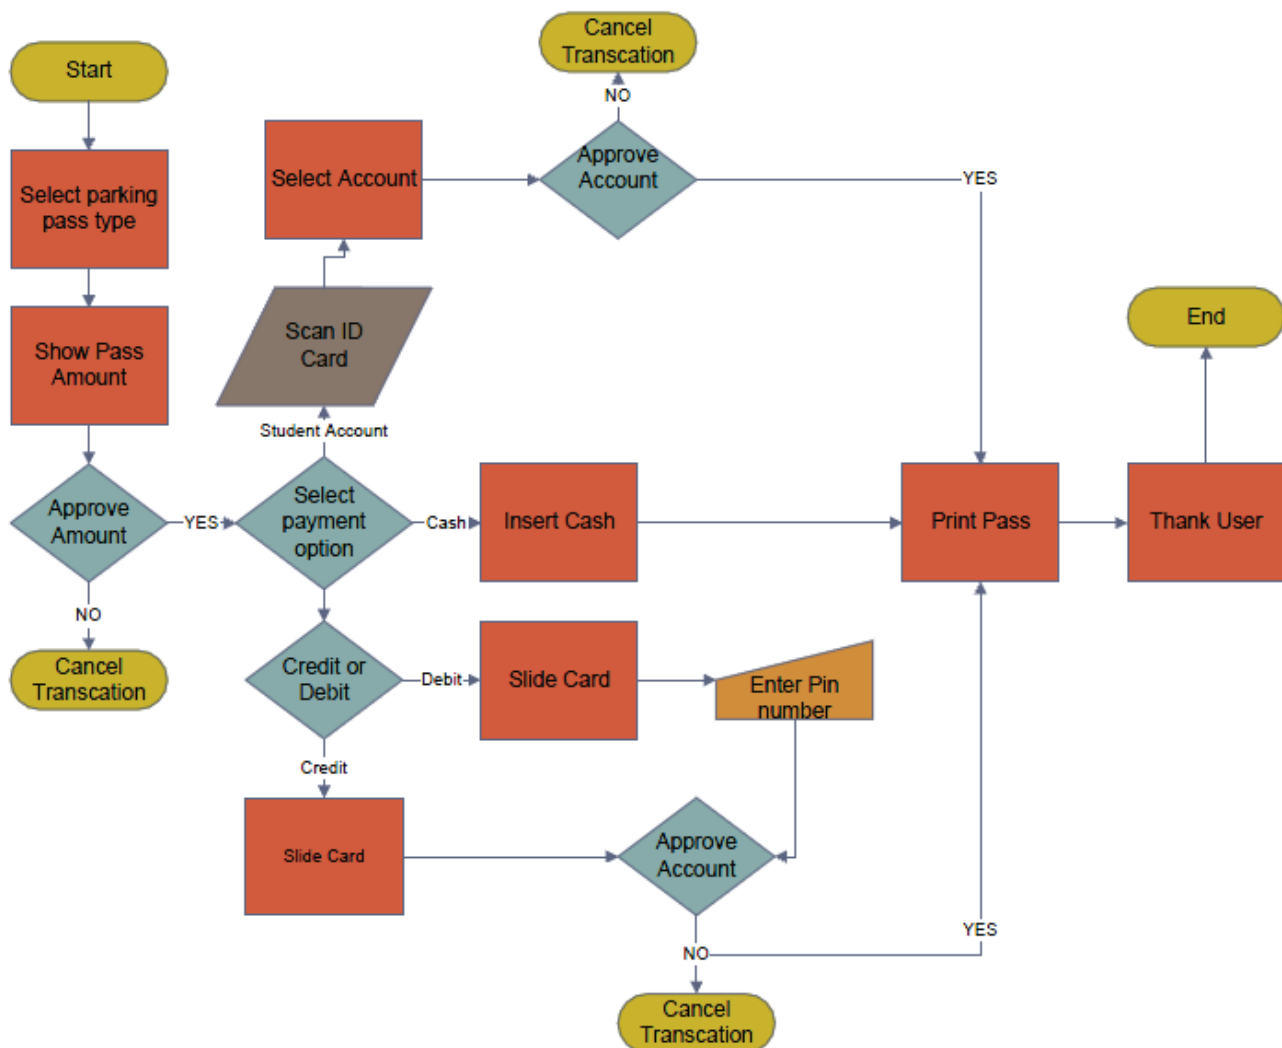 Start
Select parking
pass type
Show Pass
Amount
Approve
Amount
YES
NO
Cancel
Transcation
Select
payment
option
Student Account
Scan ID
Card
Select Account
Approve
Account
NO
Cancel
Transcation
YES
Cash
Insert Cash
Print Pass
Thank User
End
Credit or
Debit
Debit
Slide Card
Enter Pin
number
Credit
Slide Card
Approve
Account
NO
YES
Cancel
Transcation